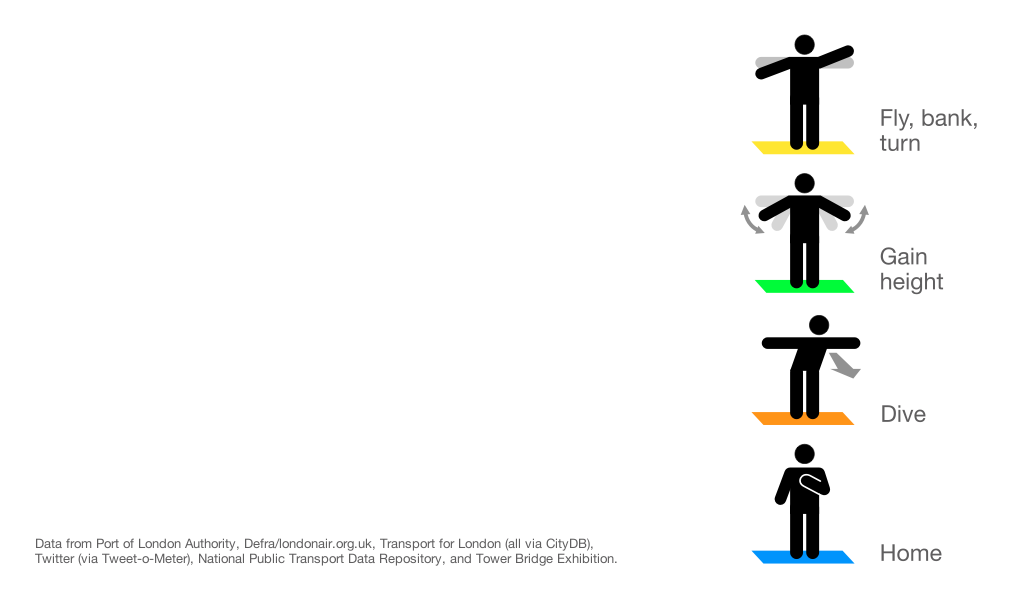 Fly, bank,
turn
Gain
height
Dive
Home
Data from Port of London Authority, Defra/londonair.org.uk, Transport for London (all via CityDB),
Twitter (via Tweet-o-Meter), National Public Transport Data Repository, and Tower Bridge Exhibition.